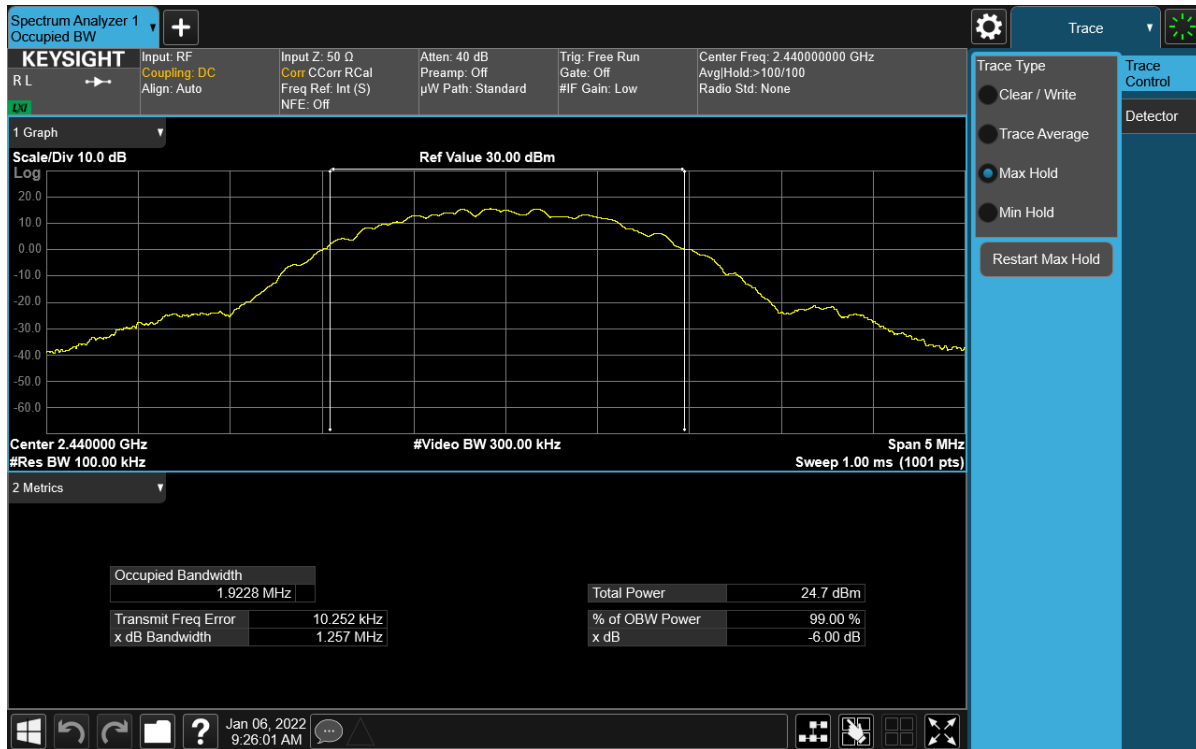 Spectrum Analyzer 1
Occupied BW
Trace
KEYSIGHT
R L
LXI
Input: RF
Coupling: DC
Align: Auto
Input Z: 50 Ω
Corr CCorr RCal
Freq Ref: Int (S)
NFE: Off
Atten: 40 dB
Preamp: Off
µW Path: Standard
Trig: Free Run
Gate: Off
#IF Gain: Low
Center Freq: 2.440000000 GHz
Avg|Hold:>100/100
Radio Std: None
Trace Type
Clear / Write
Trace Average
Max Hold
Min Hold
Restart Max Hold
Trace
Control
Detector
1 Graph
Scale/Div 10.0 dB
Ref Value 30.00 dBm
Log
20.0
10.0
0.00
-10.0
-20.0
-30.0
-40.0
-50.0
-60.0
Center 2.440000 GHz
#Video BW 300.00 kHz
Span 5 MHz
#Res BW 100.00 kHz
Sweep 1.00 ms (1001 pts)
2 Metrics
Occupied Bandwidth
1.9228 MHz
Transmit Freq Error 10.252 kHz
x dB Bandwidth 1.257 MHz
Total Power 24.7 dBm
% of OBW Power 99.00 %
x dB -6.00 dB
?
Jan 06, 2022
9:26:01 AM